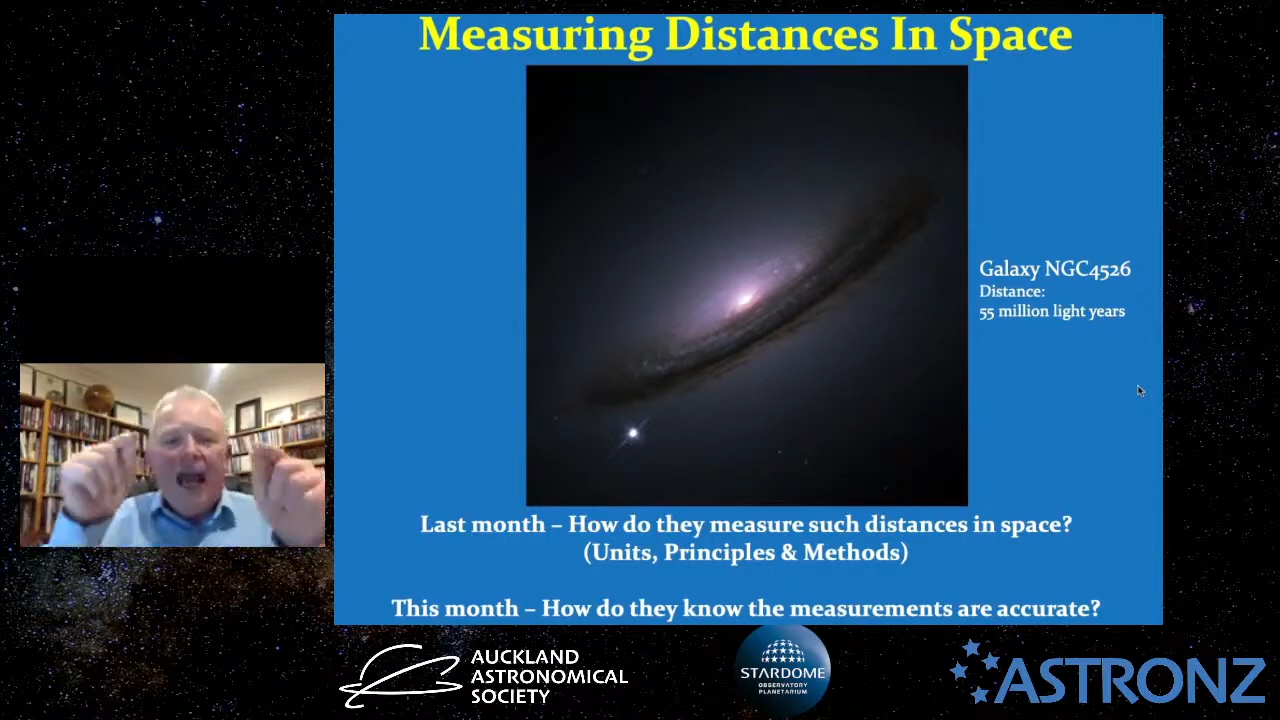 Measuring Distances In Space
Galaxy NGC4526
Distance:
55 million light years
Last month – How do they measure such distances in space?
(Units, Principles & Methods)
This month – How do they know the measurements are accurate?
AUCKLAND
ASTRONOMICAL
SOCIETY
STARDOME
OBSERVATORY
PLANETARIUM
ASTRONZ